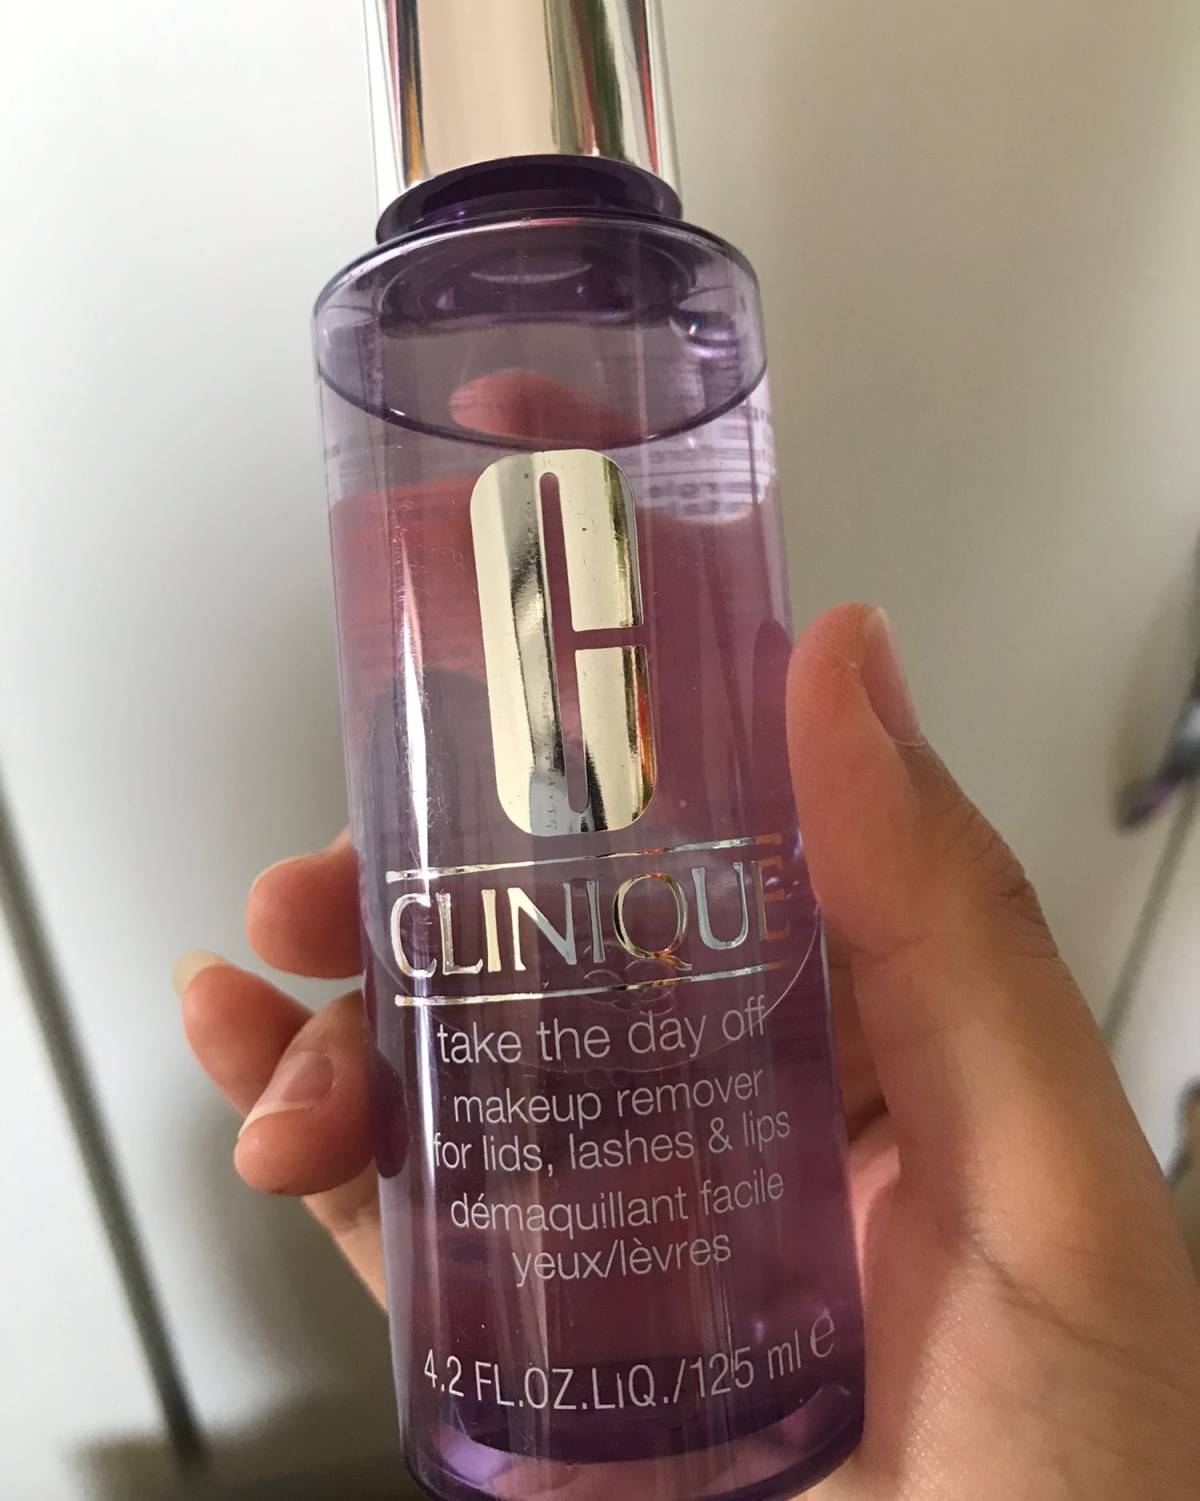 C
CLINIQUE
take the day off
makeup remover
for lids, lashes & lips
démaquillant facile
yeux/lèvres
4.2 FL.OZ.LIQ./125 ml e